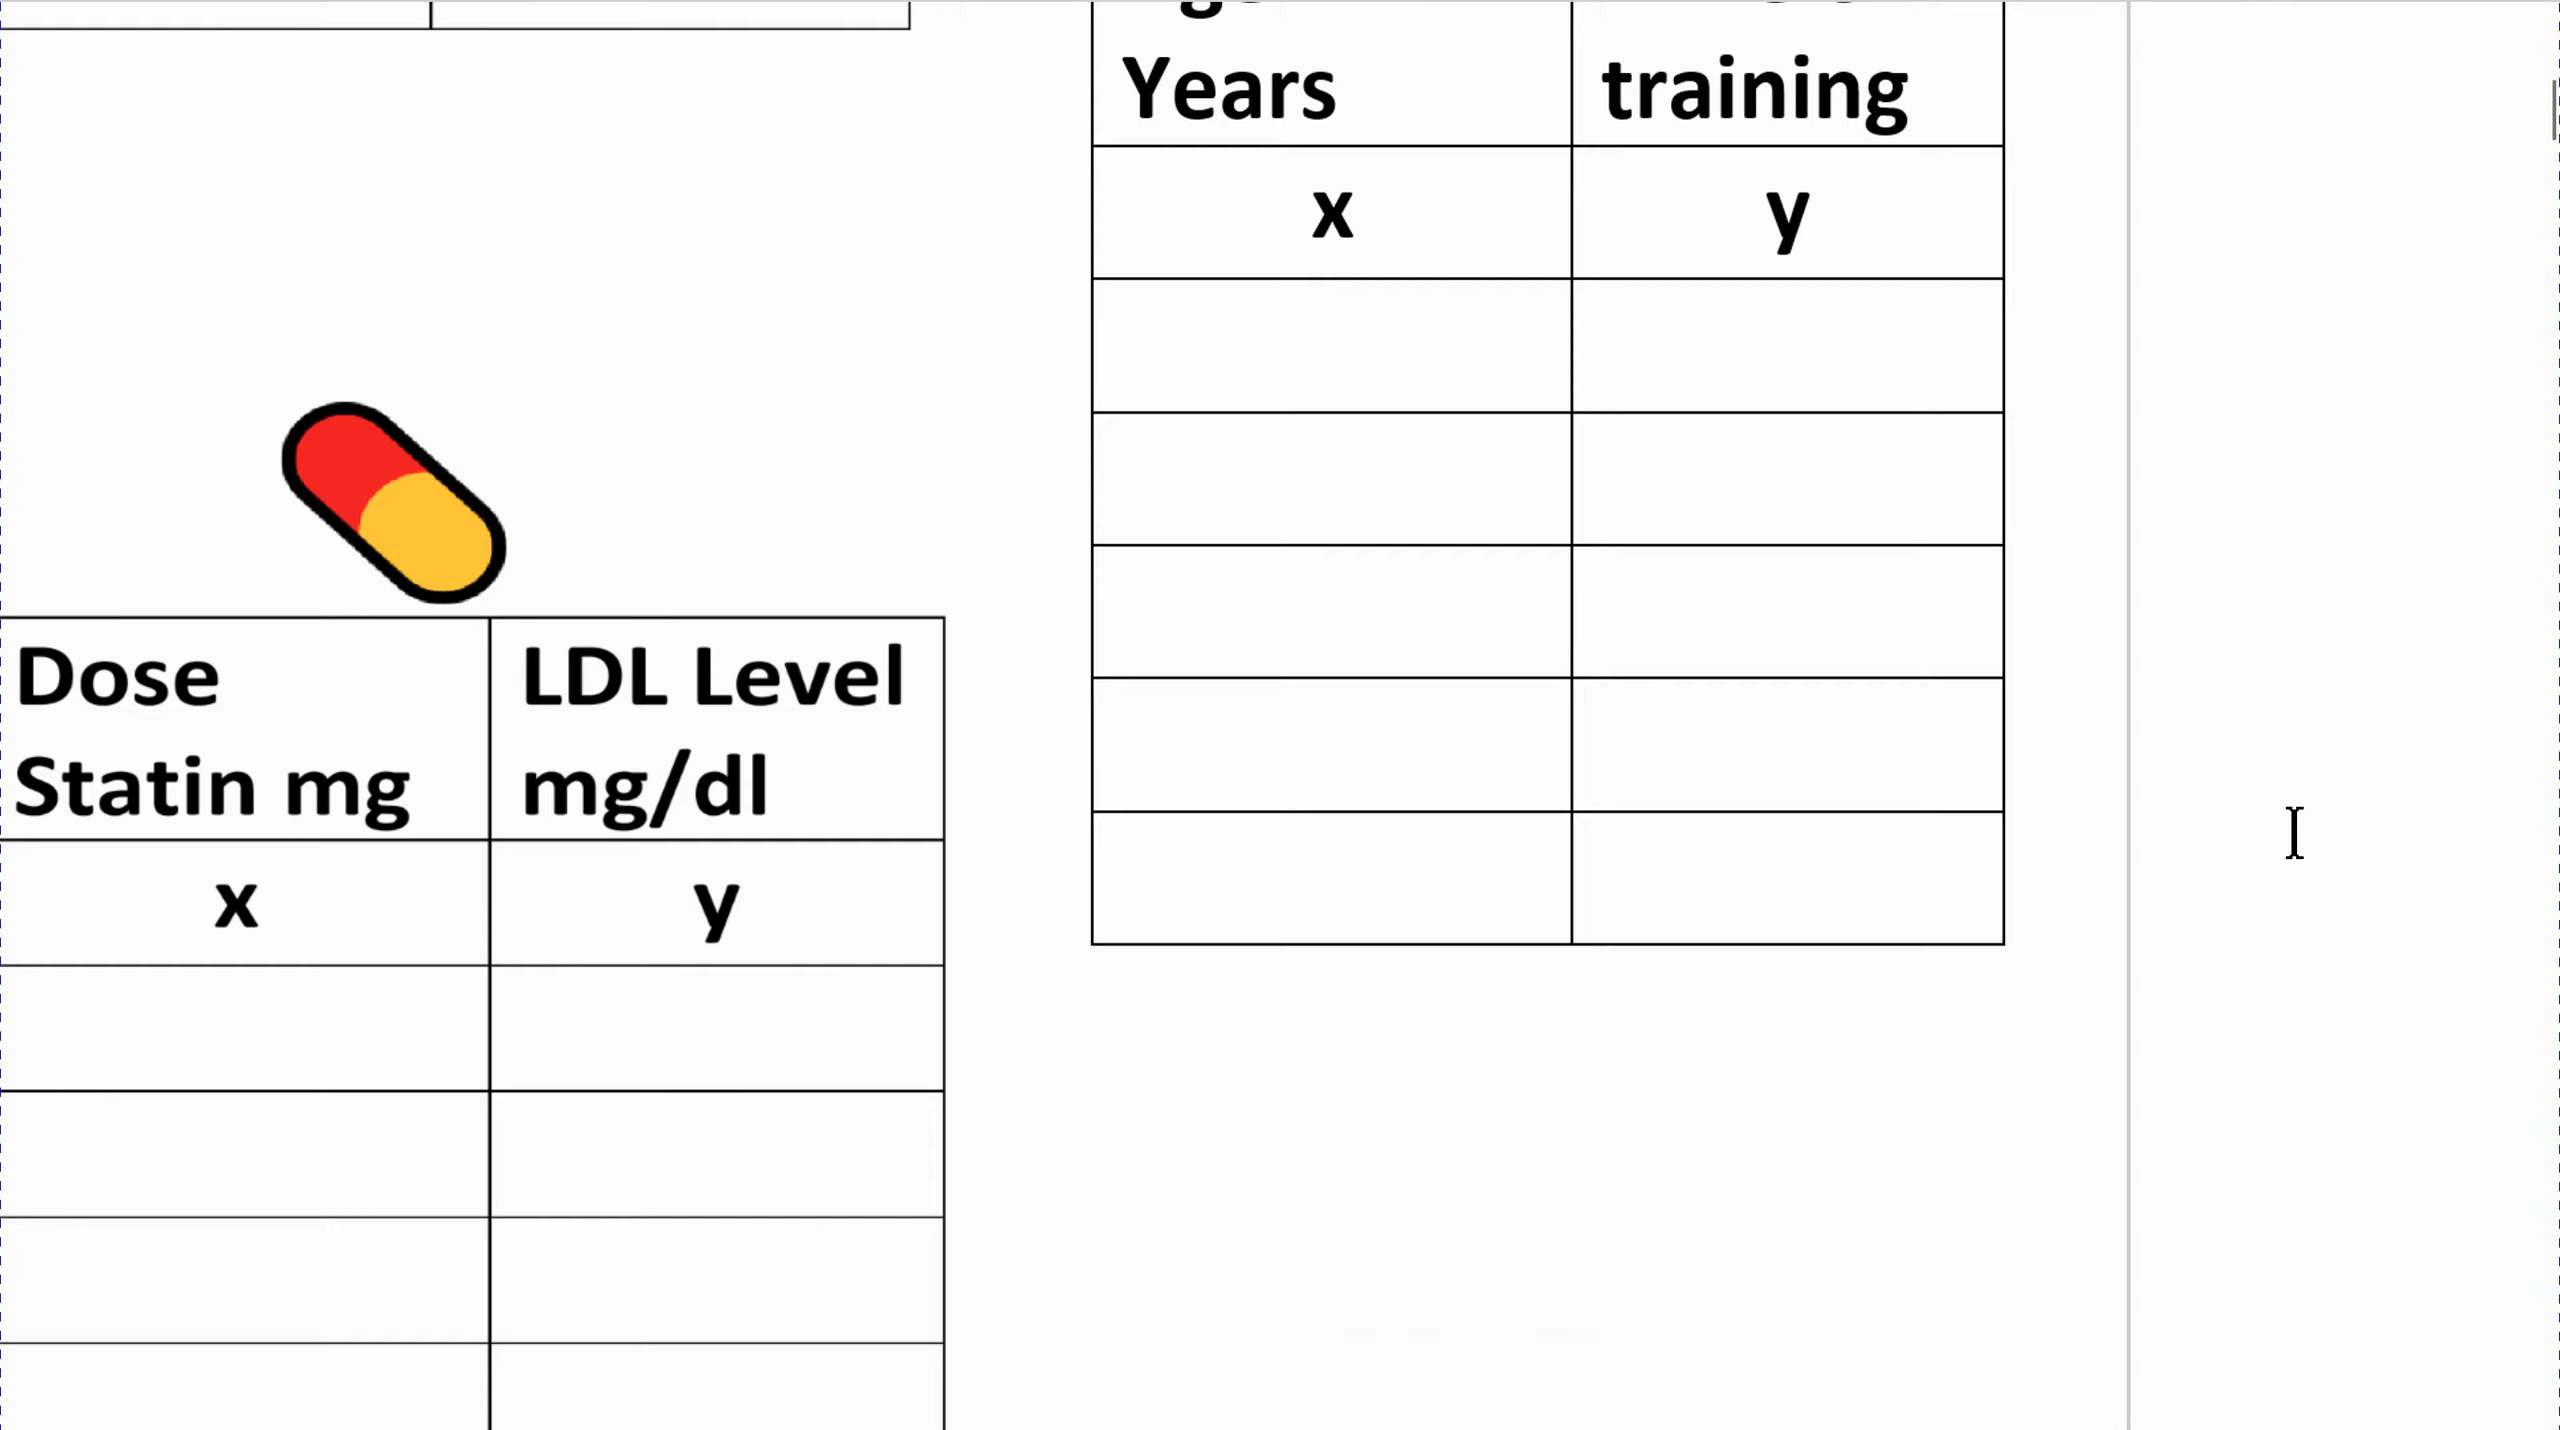 Years
training
x
y
Dose
Statin mg
LDL Level
mg/dl
x
y